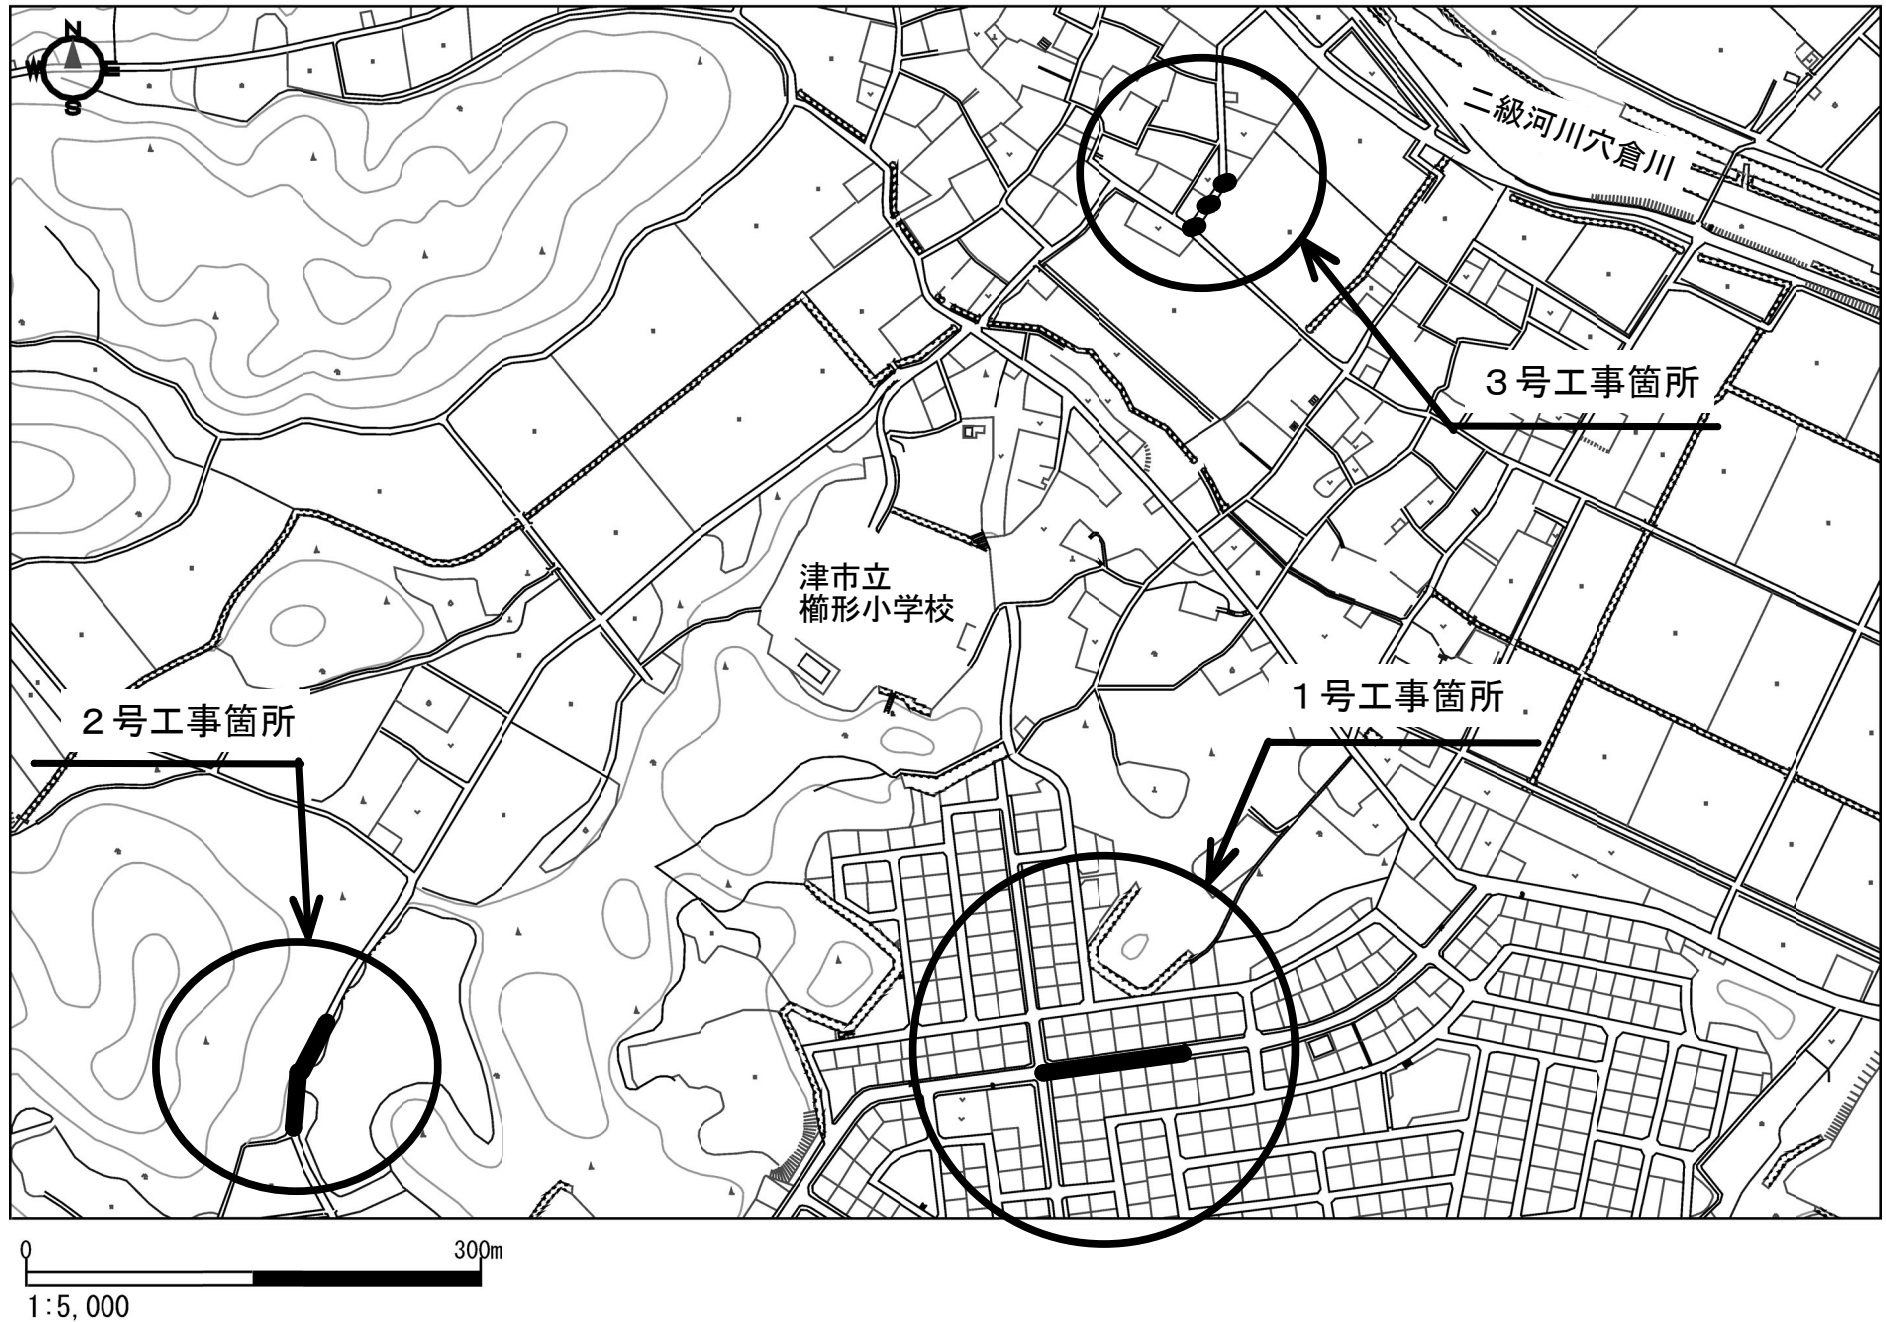 N
W
E
S
二級河川穴倉川
3号工事箇所
津市立
櫛形小学校
1号工事箇所
2号工事箇所
0 300m
1:5,000